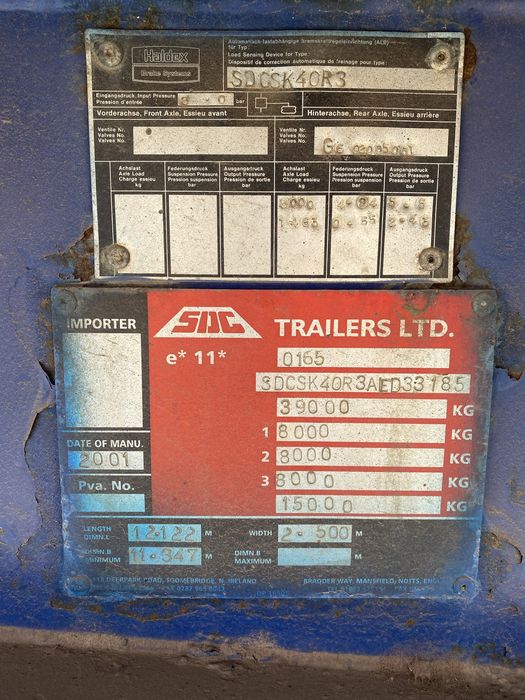 Haldex
Brake Systems
Automatisch-lastabhängige Bremskraftregeleinrichtung (ALB)
für Typ:
Load Sensing Device for Type
Dispositif de correction automatique de freinage pour type:
SDCSK40R3
Eingangsdruck, Input Pressure
Pression d'entrée
8.0 bar
Vorderachse, Front Axle, Essieu avant
Hinterachse, Rear Axle, Essieu arrière
Ventile Nr.
Valves No.
Valves No.
Ventile Nr.
Valves No.
Valves No.
Achslast Federungsdruck Ausgangsdruck Achslast Federungsdruck Ausgangsdruck
Axle Load Suspension Pressure Output Pressure Axle Load Suspension Pressure Output Pressure
Charge essieu Pression suspension Pression de sortie Charge essieu Pression suspension Pression de sortie
kg bar bar kg bar bar
8000
IMPORTER
SDC TRAILERS LTD.
e* 11*
0165
SDCSK40R3AED33185
39000 KG
1 8000 KG
2 8000 KG
3 8000 KG
15000 KG
DATE OF MANU.
2001
Pva. No.
LENGTH
DIMN.L 12.122 M
WIDTH 2.500 M
DIMN.B
MINIMUM 11.847 M
DIMN.B
MAXIMUM M
DEERPARK ROAD, TOOMEBRIDGE, N. IRELAND
BRADDER WAY, MANSFIELD, NOTTS, ENG